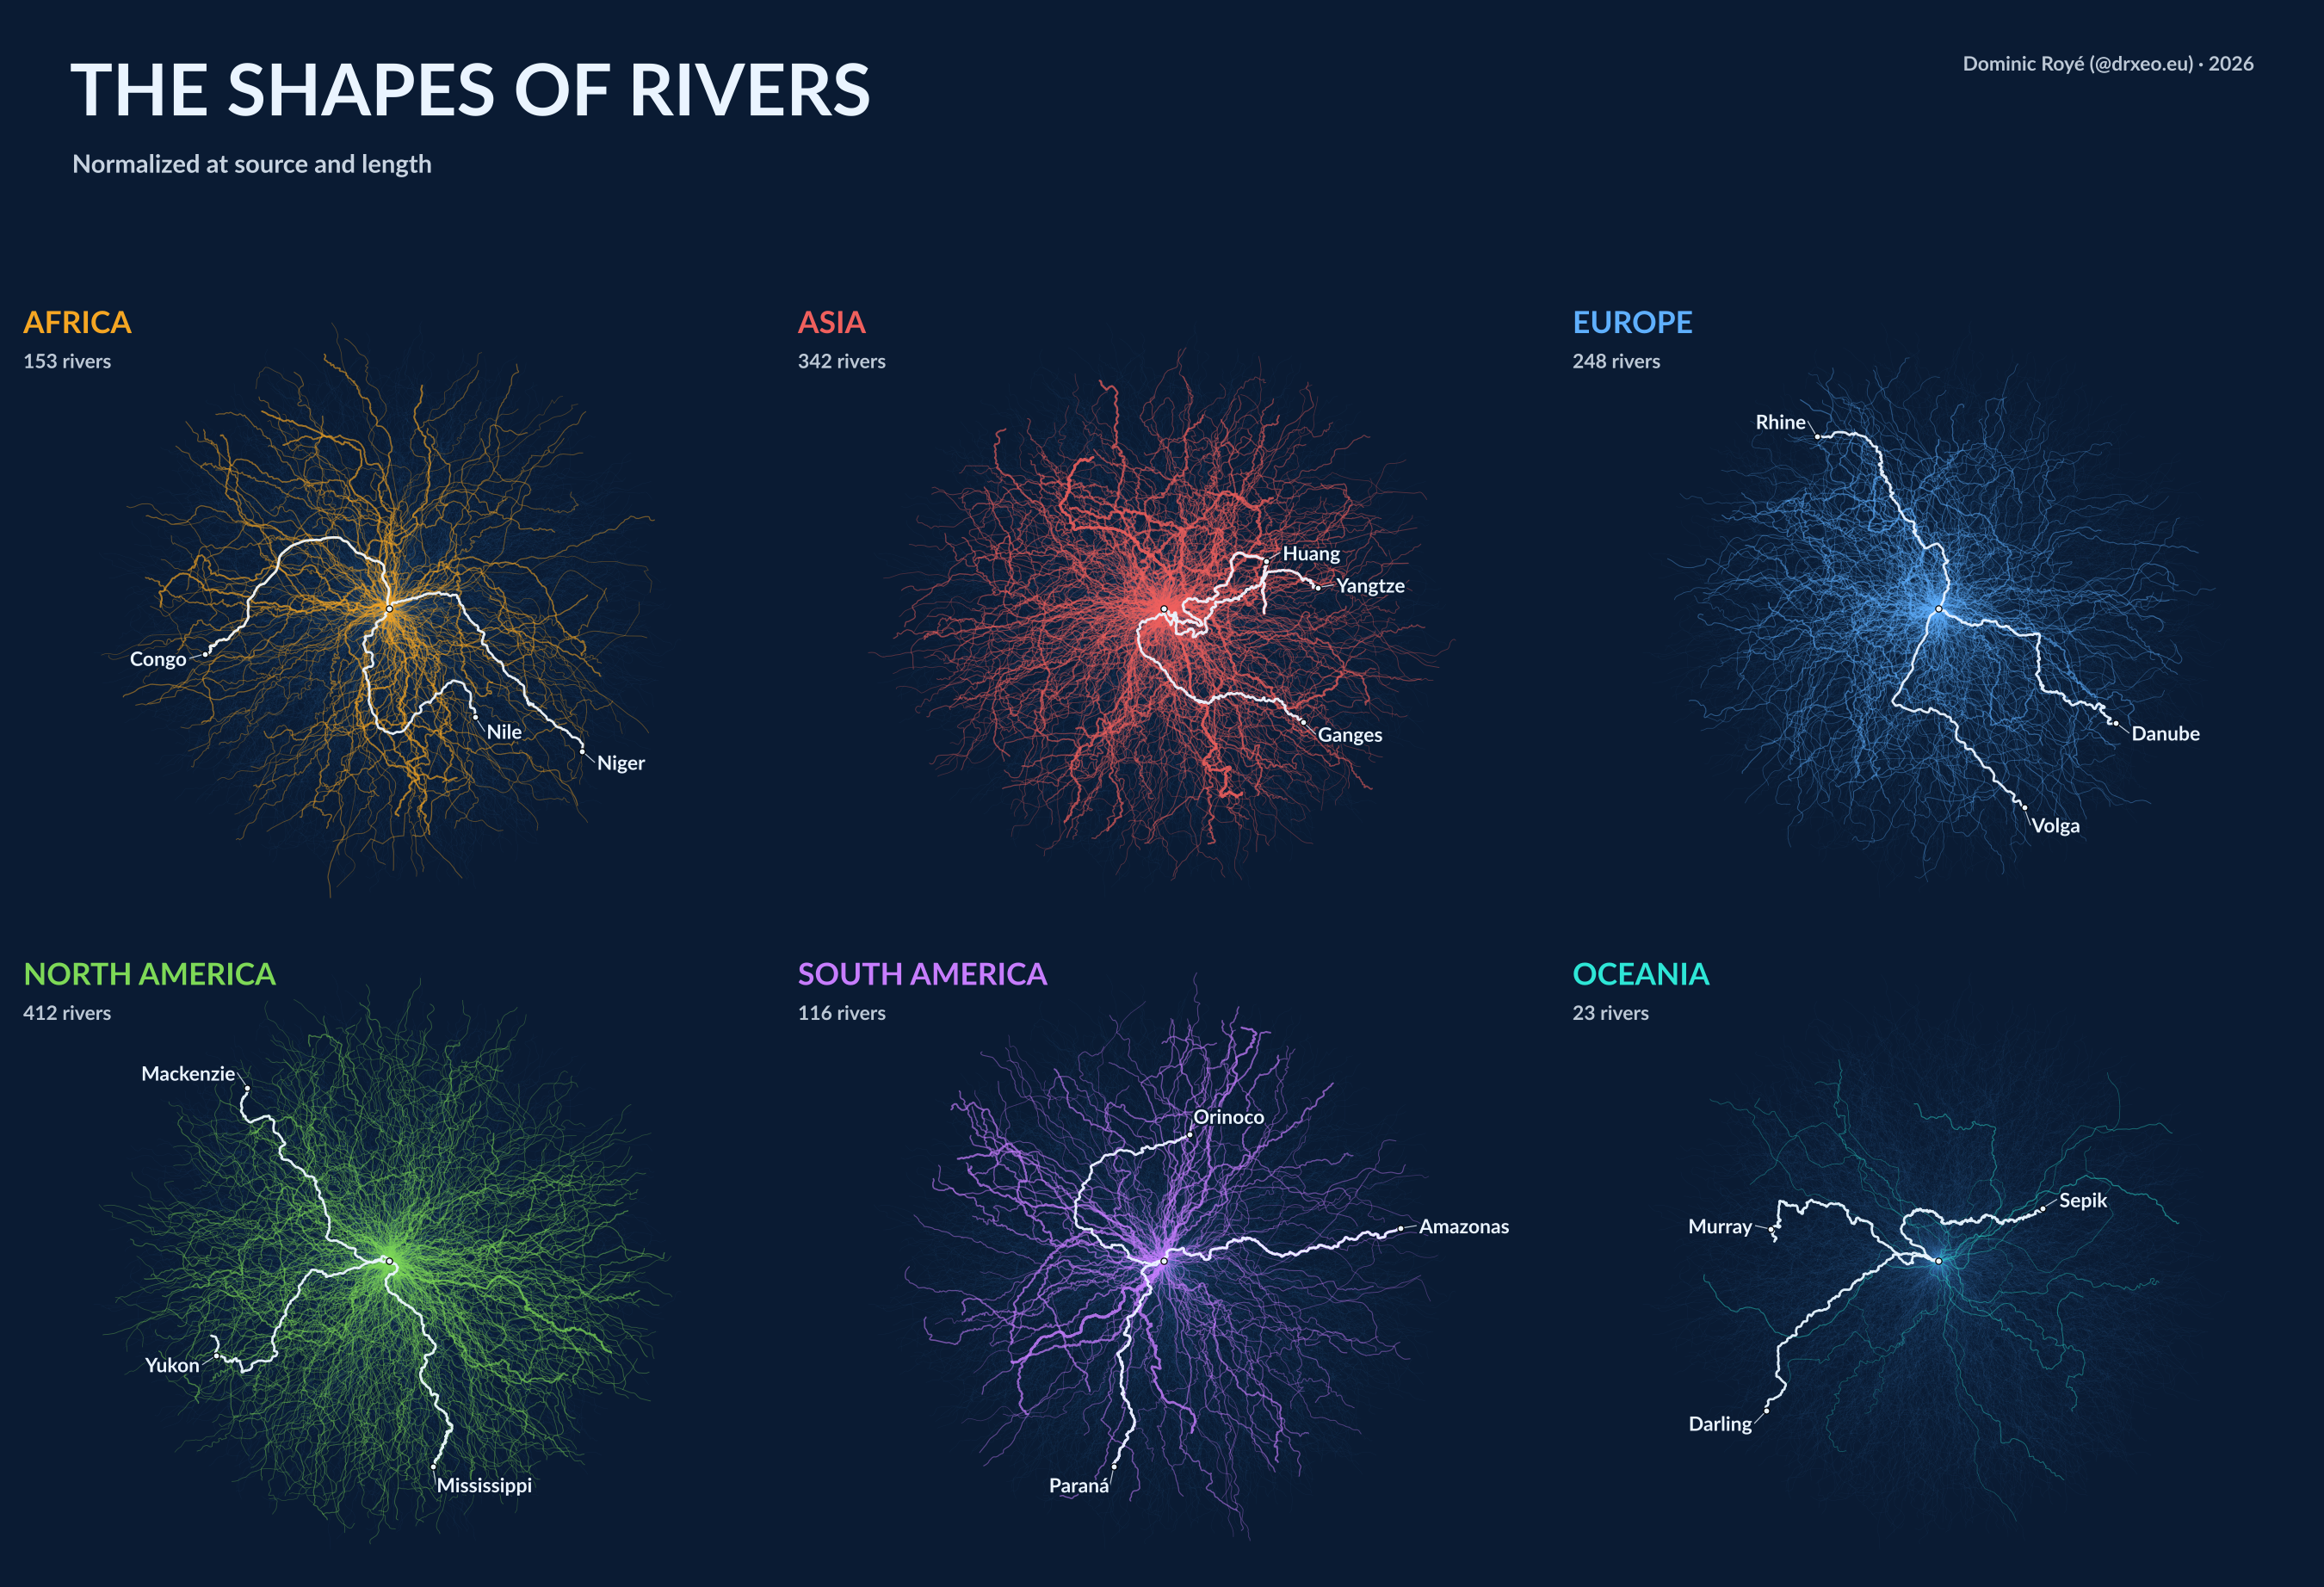 THE SHAPES OF RIVERS
Dominic Royé (@drxeo.eu) · 2026
Normalized at source and length
AFRICA
153 rivers
Congo
Nile
Niger
ASIA
342 rivers
Huang
Yangtze
Ganges
EUROPE
248 rivers
Rhine
Danube
Volga
NORTH AMERICA
412 rivers
Mackenzie
Yukon
Mississippi
SOUTH AMERICA
116 rivers
Orinoco
Amazonas
Paraná
OCEANIA
23 rivers
Sepik
Murray
Darling